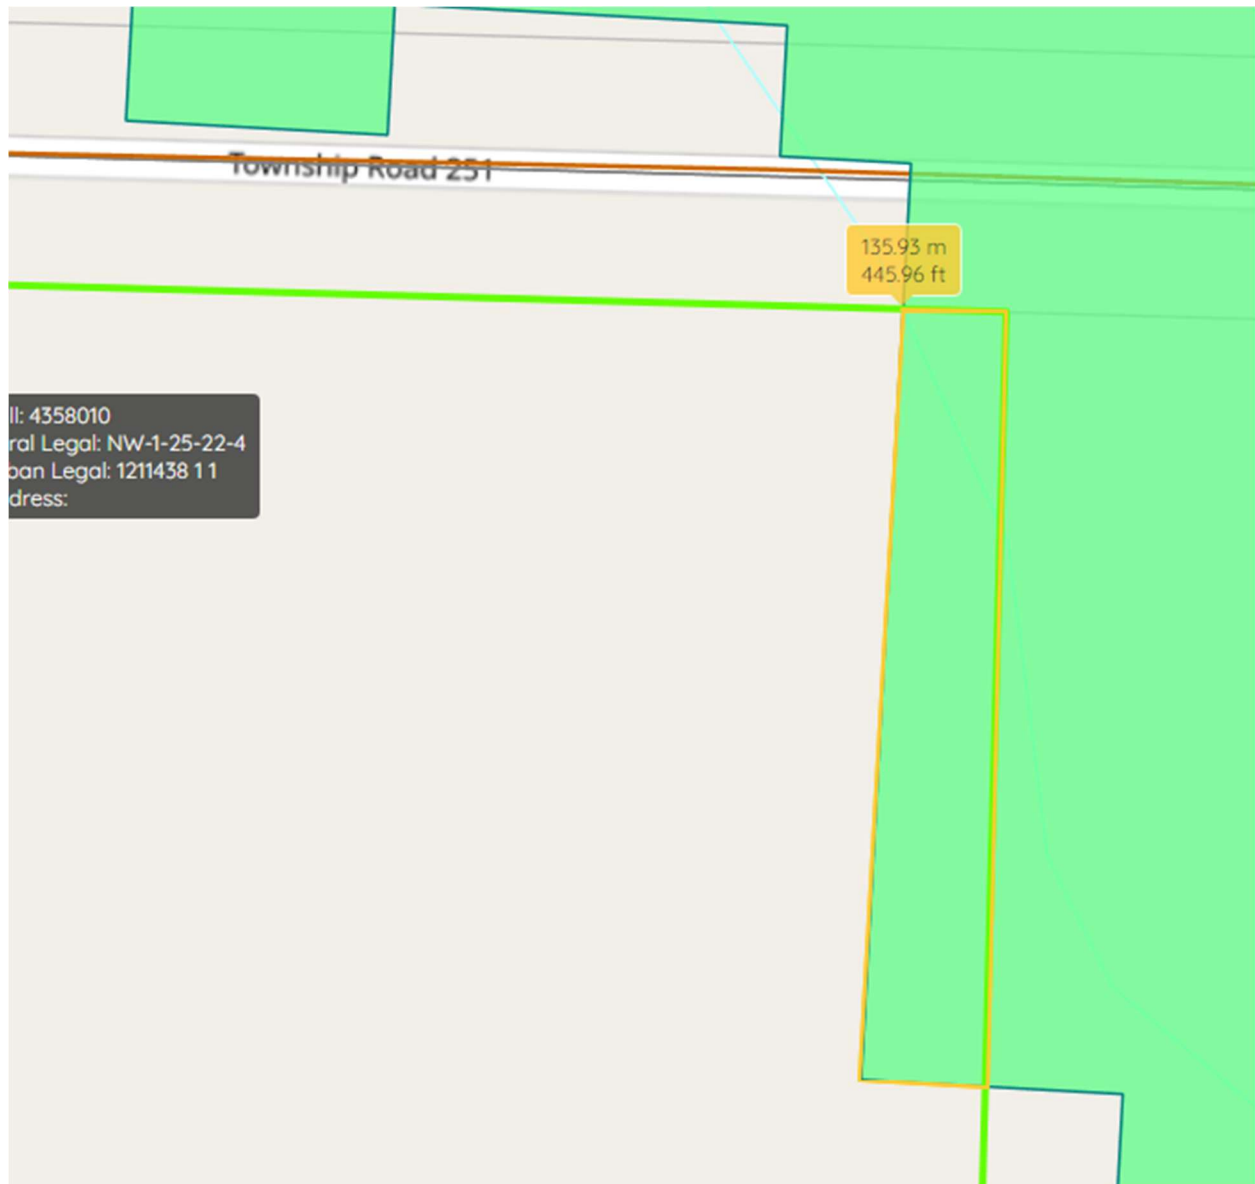 Township Road 251
135.93 m
445.96 ft
ll: 4358010
ral Legal: NW-1-25-22-4
ban Legal: 1211438 1 1
dress: